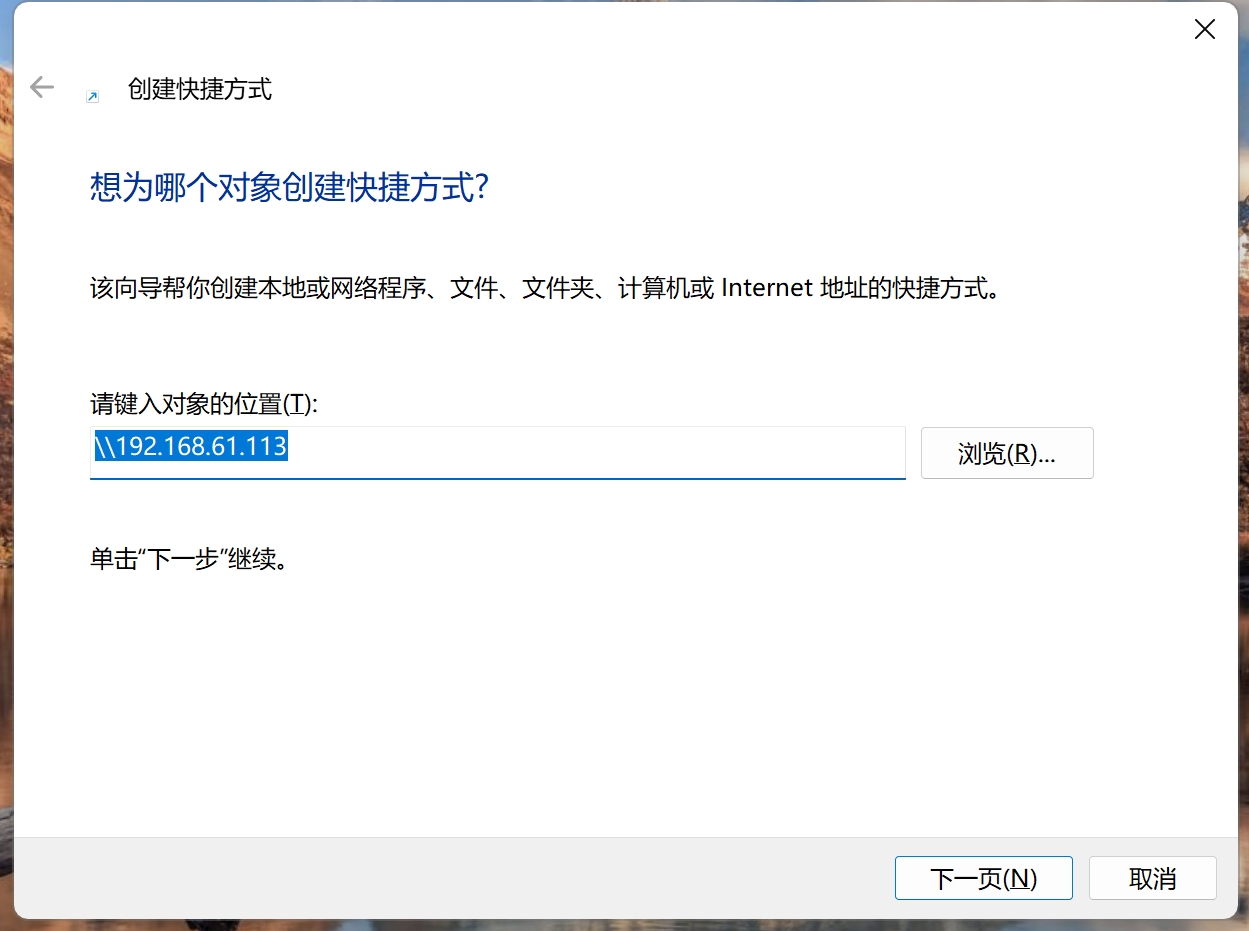 创建快捷方式
想为哪个对象创建快捷方式?
该向导帮你创建本地或网络程序、文件、文件夹、计算机或 Internet 地址的快捷方式。
请键入对象的位置(T):
\\192.168.61.113
浏览(R)...
单击“下一步”继续。
下一页(N)
取消